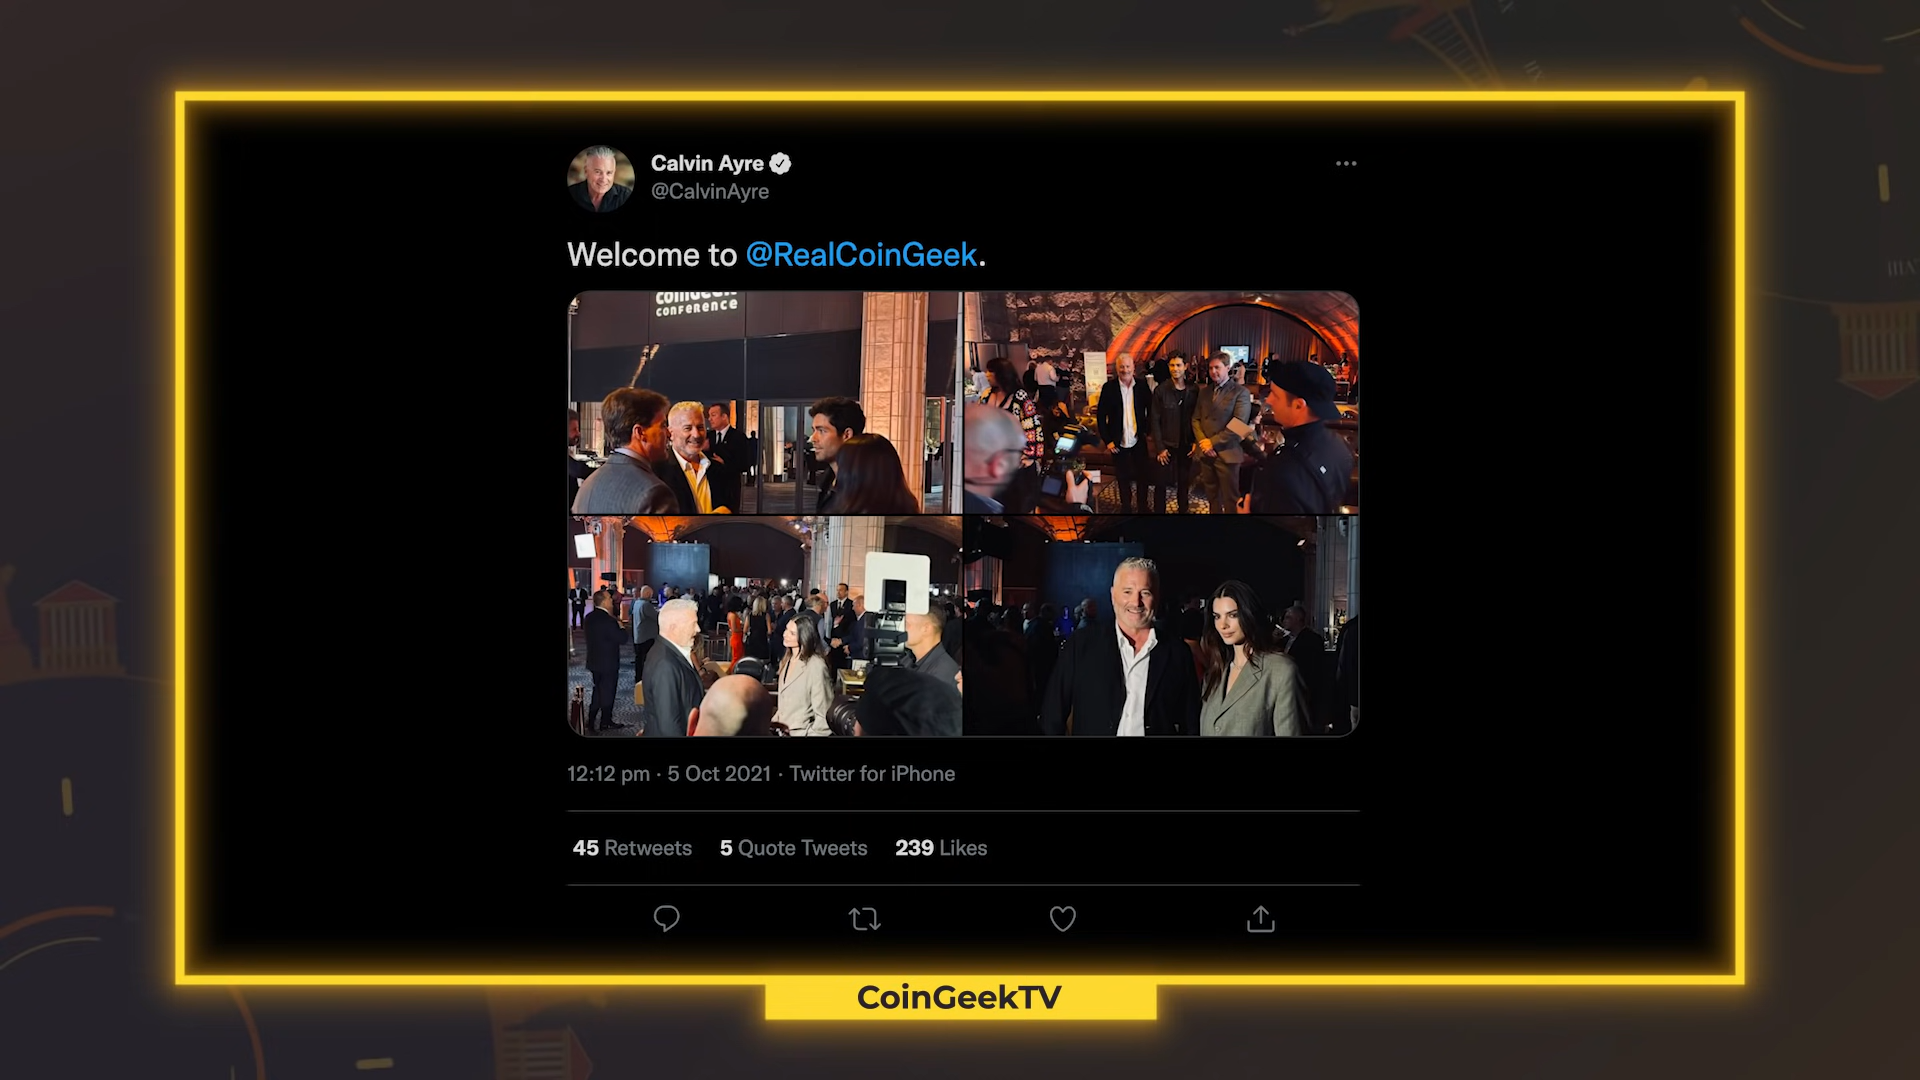 Calvin Ayre
@CalvinAyre
Welcome to @RealCoinGeek.
CONFERENCE
12:12 pm · 5 Oct 2021 · Twitter for iPhone
45 Retweets 5 Quote Tweets 239 Likes
CoinGeekTV